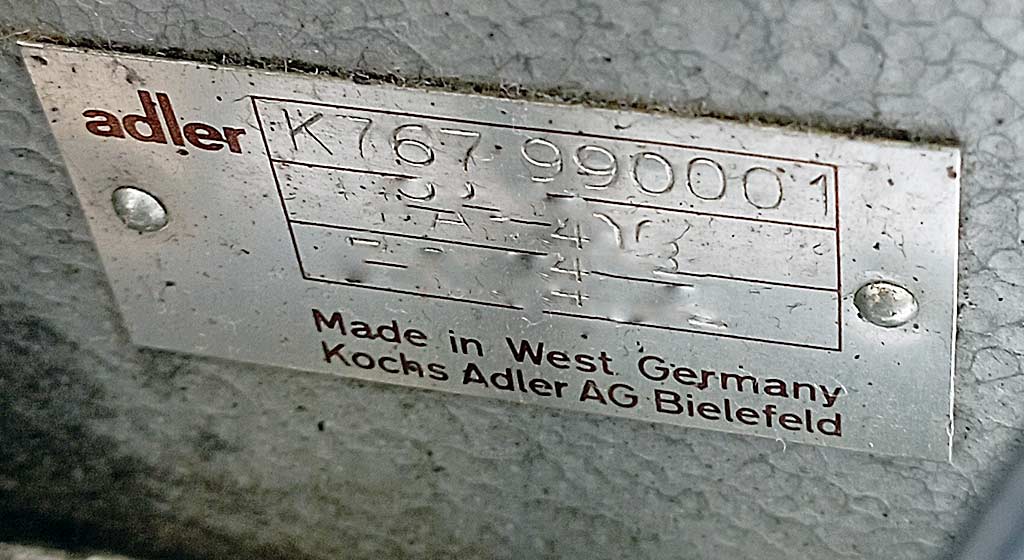 adler
K767 990001
Made in West Germany
Kochs Adler AG Bielefeld